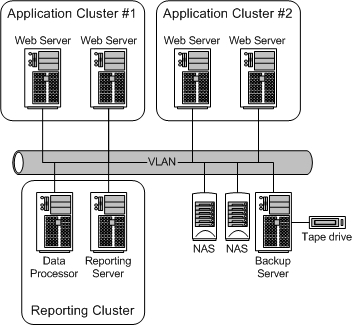 Application Cluster #1
Application Cluster #2
Web Server
Web Server
Web Server
Web Server
VLAN
Data
Processor
Reporting
Server
NAS
NAS
Backup
Server
Tape drive
Reporting Cluster